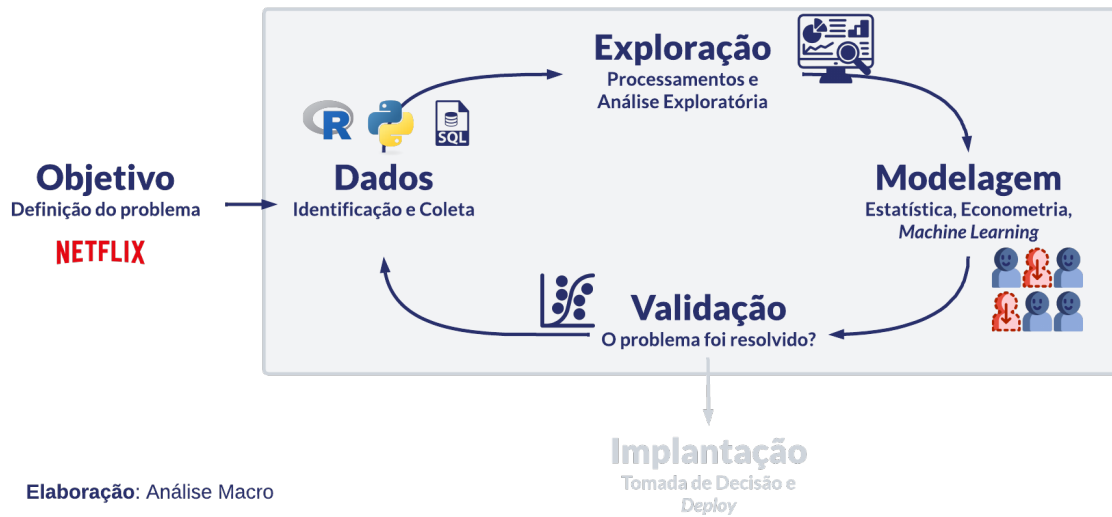 Exploração
Processamentos e
Análise Exploratória
R
SQL
Objetivo
Definição do problema
NETFLIX
Dados
Identificação e Coleta
Modelagem
Estatística, Econometria,
Machine Learning
Validação
O problema foi resolvido?
Implantação
Tomada de Decisão e
Deploy
Elaboração: Análise Macro